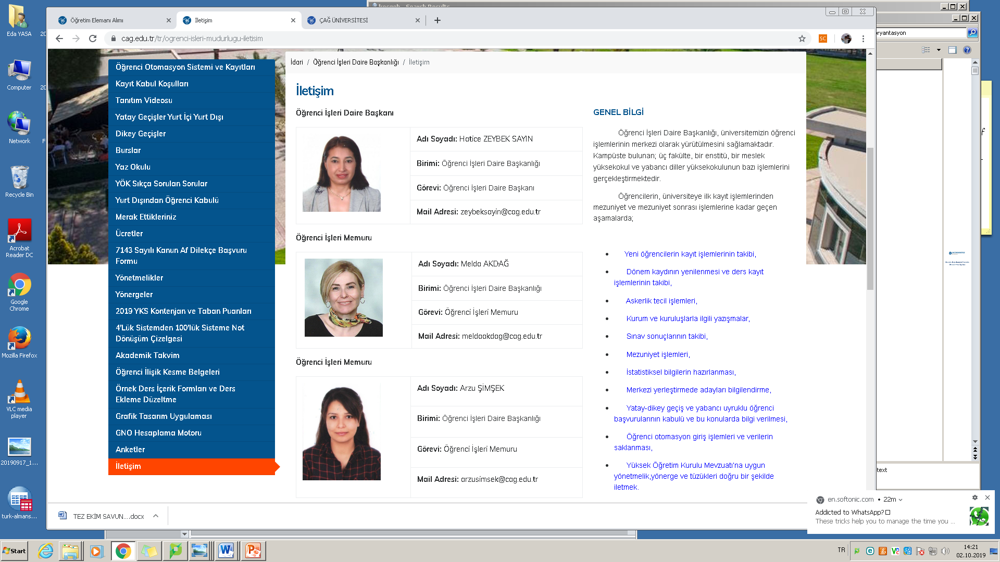 kosgeb - Search Results
Öğretim Elemanı Alımı
İletişim
ÇAĞ ÜNİVERSİTESİ
cag.edu.tr/tr/ogrenci-isleri-mudurlugu-iletisim
SC
oryantasyon
Eda YASA
Computer
Network
Recycle Bin
Acrobat
Reader DC
Google
Chrome
Mozilla Firefox
VLC media
player
20190917_1...
turk-almans...
Öğrenci Otomasyon Sistemi ve Kayıtları
Kayıt Kabul Koşulları
Tanıtım Videosu
Yatay Geçişler Yurt İçi Yurt Dışı
Dikey Geçişler
Burslar
Yaz Okulu
YÖK Sıkça Sorulan Sorular
Yurt Dışından Öğrenci Kabulü
Merak Ettikleriniz
Ücretler
7143 Sayılı Kanun Af Dilekçe Başvuru
Formu
Yönetmelikler
Yönergeler
2019 YKS Kontenjan ve Taban Puanları
4'Lük Sistemden 100'lük Sisteme Not
Dönüşüm Çizelgesi
Akademik Takvim
Öğrenci İlişik Kesme Belgeleri
Örnek Ders İçerik Formları ve Ders
Ekleme Düzeltme
Grafik Tasarım Uygulaması
GNO Hesaplama Motoru
Anketler
İletişim
İdari / Öğrenci İşleri Daire Başkanlığı / İletişim
İletişim
Öğrenci İşleri Daire Başkanı
Adı Soyadı: Hatice ZEYBEK SAYIN
Birimi: Öğrenci İşleri Daire Başkanlığı
Görevi: Öğrenci İşleri Daire Başkanı
Mail Adresi: zeybeksayin@cag.edu.tr
Öğrenci İşleri Memuru
Adı Soyadı: Melda AKDAĞ
Birimi: Öğrenci İşleri Daire Başkanlığı
Görevi: Öğrenci İşleri Memuru
Mail Adresi: meldaakdag@cag.edu.tr
Öğrenci İşleri Memuru
Adı Soyadı: Arzu ŞİMŞEK
Birimi: Öğrenci İşleri Daire Başkanlığı
Görevi: Öğrenci İşleri Memuru
Mail Adresi: arzusimsek@cag.edu.tr
GENEL BİLGİ
Öğrenci İşleri Daire Başkanlığı, üniversitemizin öğrenci
işlemlerinin merkezi olarak yürütülmesini sağlamaktadır.
Kampüste bulunan; üç fakülte, bir enstitü, bir meslek
yüksekokul ve yabancı diller yüksekokulunun bazı işlemlerini
gerçekleştirmektedir.
Öğrencilerin, üniversiteye ilk kayıt işlemlerinden
mezuniyet ve mezuniyet sonrası işlemlerine kadar geçen
aşamalarda;
• Yeni öğrencilerin kayıt işlemlerinin takibi,
• Dönem kaydının yenilenmesi ve ders kayıt
işlemlerinin takibi,
• Askerlik tecil işlemleri,
• Kurum ve kuruluşlarla ilgili yazışmalar,
• Sınav sonuçlarının takibi,
• Mezuniyet işlemleri,
• İstatistiksel bilgilerin hazırlanması,
• Merkezi yerleştirmede adayları bilgilendirme,
• Yatay-dikey geçiş ve yabancı uyruklu öğrenci
başvurularının kabulü ve bu konularda bilgi verilmesi,
• Öğrenci otomasyon giriş işlemleri ve verilerin
saklanması,
• Yüksek Öğretim Kurulu Mevzuatı'na uygun
yönetmelik,yönerge ve tüzükleri doğru bir şekilde
iletmek.
text
TEZ EKİM SAVUN....docx
en.softonic.com • 22m
Addicted to WhatsApp?
These tricks help you to manage the time you ...
Start
TR
14:21
02.10.2019